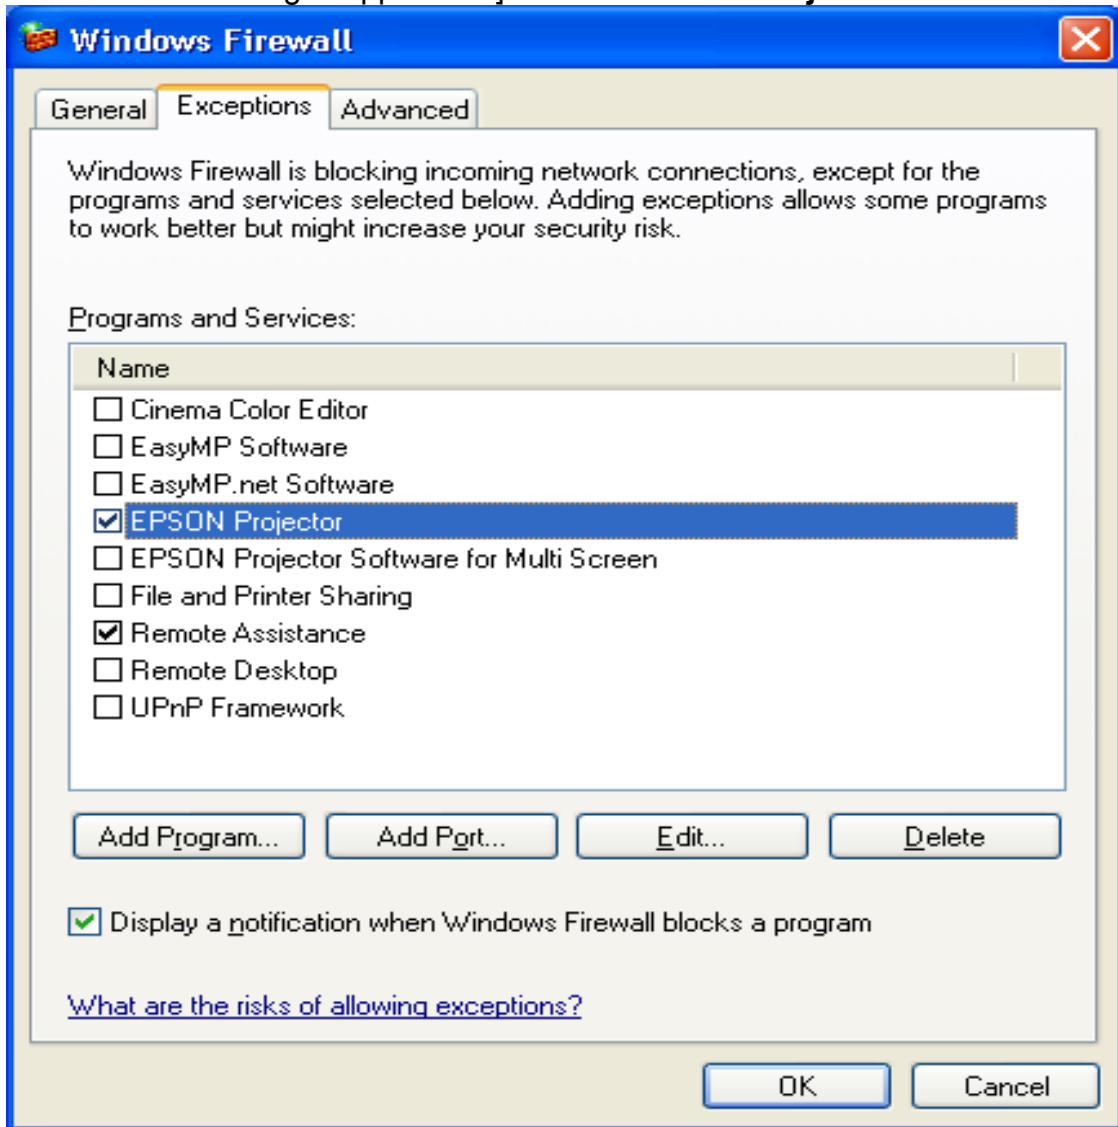 Windows Firewall
General Exceptions Advanced
Windows Firewall is blocking incoming network connections, except for the
programs and services selected below. Adding exceptions allows some programs
to work better but might increase your security risk.
Programs and Services:
Name
Cinema Color Editor
EasyMP Software
EasyMP.net Software
EPSON Projector
EPSON Projector Software for Multi Screen
File and Printer Sharing
Remote Assistance
Remote Desktop
UPnP Framework
Add Program... Add Port... Edit... Delete
Display a notification when Windows Firewall blocks a program
What are the risks of allowing exceptions?
OK Cancel